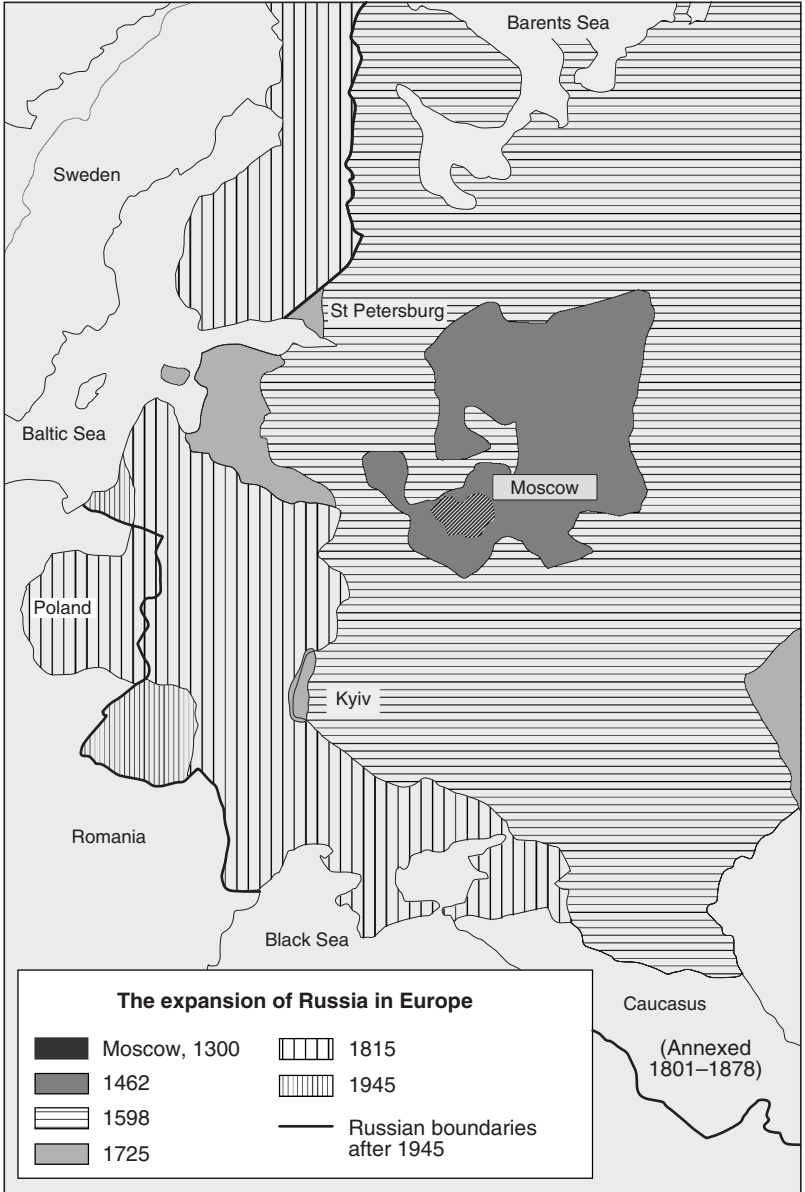 Barents Sea
Sweden
St Petersburg
Baltic Sea
Moscow
Poland
Kyiv
Romania
Black Sea
Caucasus
(Annexed
1801–1878)
The expansion of Russia in Europe
Moscow, 1300
1462
1598
1725
1815
1945
Russian boundaries
after 1945